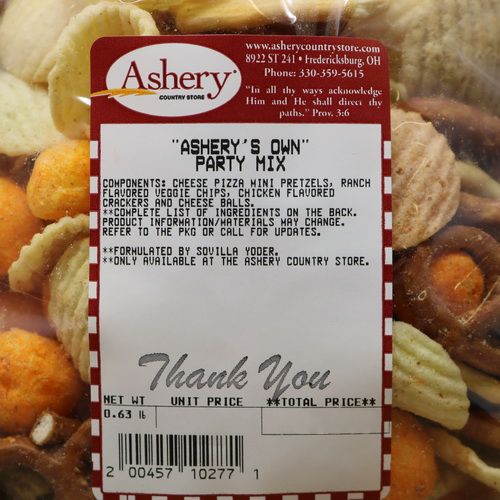 Ashery
COUNTRY STORE
www.asherycountrystore.com
8922 ST 241 • Fredericksburg, OH
Phone: 330-359-5615
"In all thy ways acknowledge
Him and He shall direct thy
paths." Prov. 3:6
"ASHERY'S OWN"
PARTY MIX
COMPONENTS: CHEESE PIZZA MINI PRETZELS, RANCH
FLAVORED VEGGIE CHIPS, CHICKEN FLAVORED
CRACKERS AND CHEESE BALLS.
**COMPLETE LIST OF INGREDIENTS ON THE BACK.
PRODUCT INFORMATION/MATERIALS MAY CHANGE.
REFER TO THE PKG OR CALL FOR UPDATES.
**FORMULATED BY SOVILLA YODER.
**ONLY AVAILABLE AT THE ASHERY COUNTRY STORE.
Thank You
NET WT UNIT PRICE **TOTAL PRICE**
0.63 lb
2 00457 10277 1